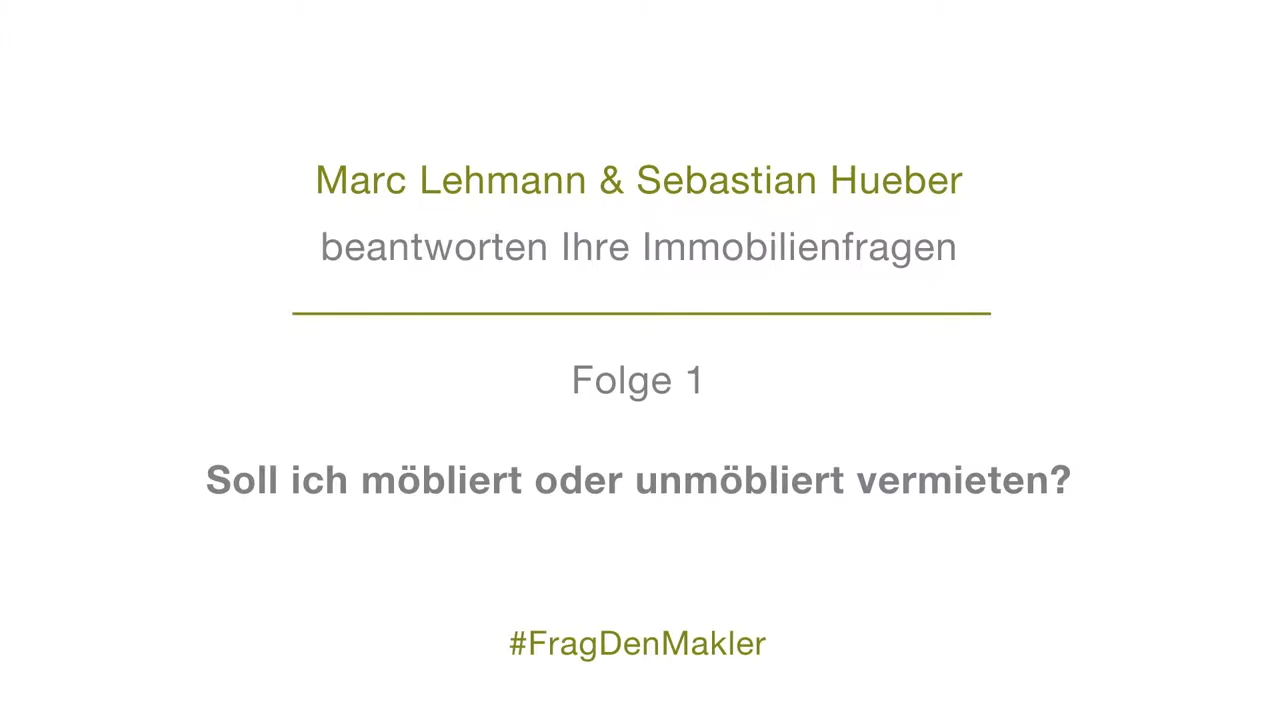 Marc Lehmann & Sebastian Hueber
beantworten Ihre Immobilienfragen
Folge 1
Soll ich möbliert oder unmöbliert vermieten?
#FragDenMakler